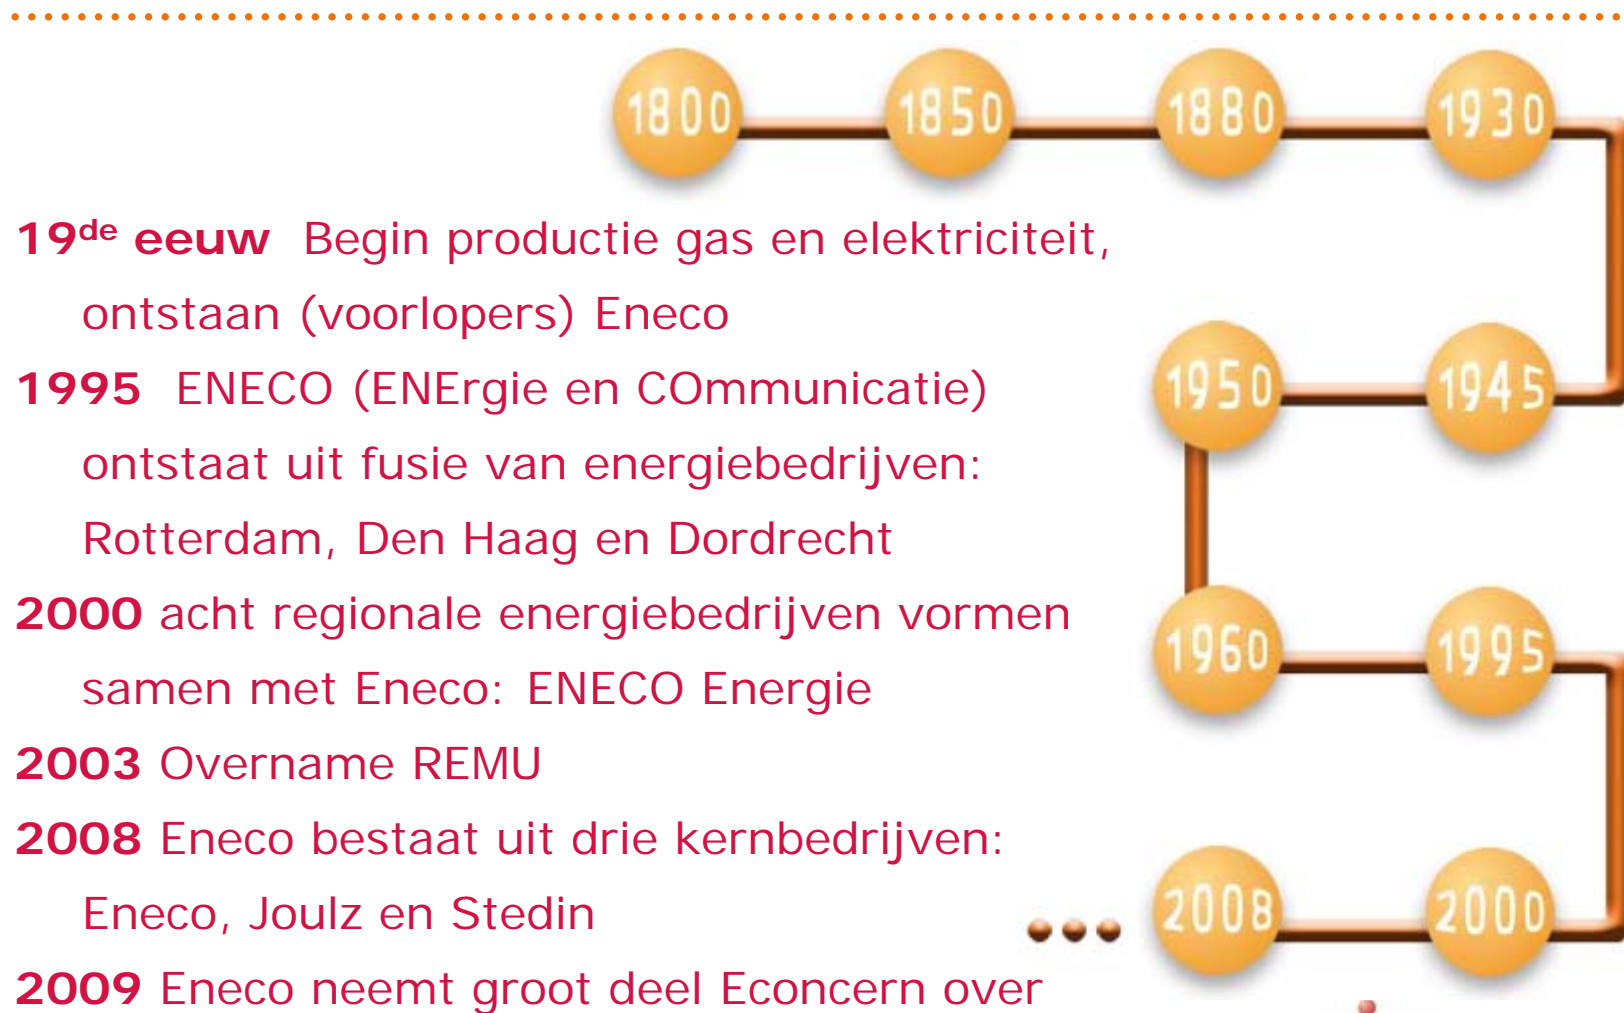 1800 1850 1880 1930
19de eeuw Begin productie gas en elektriciteit,
ontstaan (voorlopers) Eneco
1950 1945
1995 ENECO (ENErgie en COmmunicatie)
ontstaat uit fusie van energiebedrijven:
Rotterdam, Den Haag en Dordrecht
2000 acht regionale energiebedrijven vormen
1960 1995
samen met Eneco: ENECO Energie
2003 Overname REMU
2008 Eneco bestaat uit drie kernbedrijven:
Eneco, Joulz en Stedin
2008 2000
2009 Eneco neemt groot deel Econcern over